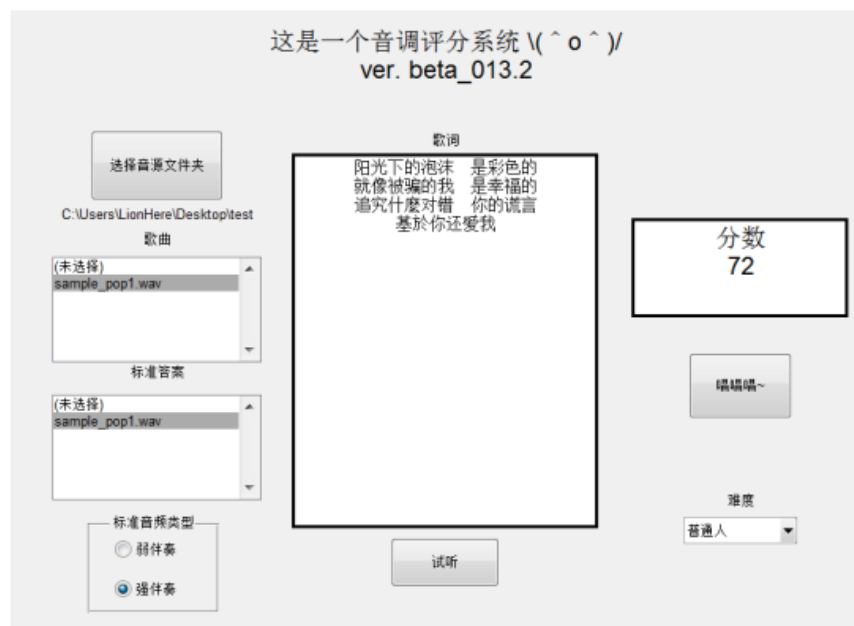 这是一个音调评分系统 \(＾o＾)/
ver. beta_013.2
选择音源文件夹
C:\Users\LionHere\Desktop\test
歌曲
(未选择)
sample_pop1.wav
标准答案
(未选择)
sample_pop1.wav
标准音频类型
弱伴奏
强伴奏
歌词
阳光下的泡沫 是彩色的
就像被骗的我 是幸福的
追究什麼对错 你的谎言
基於你还爱我
试听
分数
72
唱唱唱~
难度
普通人